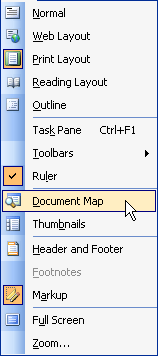 Normal
Web Layout
Print Layout
Reading Layout
Outline
Task Pane Ctrl+F1
Toolbars
Ruler
Document Map
Thumbnails
Header and Footer
Footnotes
Markup
Full Screen
Zoom...